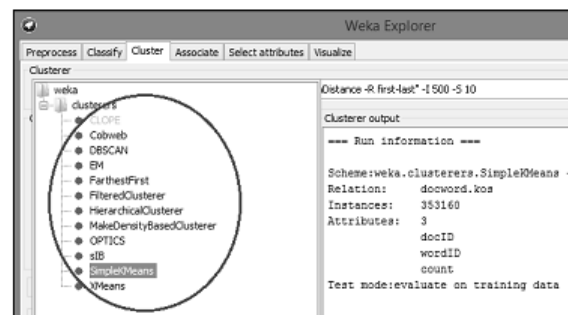 Weka Explorer
Preprocess Classify Cluster Associate Select attributes Visualize
Clusterer
weka
clusterers
CLOPE
Cobweb
DBSCAN
EM
FarthestFirst
FilteredClusterer
HierarchicalClusterer
MakeDensityBasedClusterer
OPTICS
sIB
SimpleKMeans
XMeans
Distance -R first-last" -I 500 -S 10
Clusterer output
=== Run information ===
Scheme:weka.clusterers.SimpleKMeans -
Relation: docword.kos
Instances: 353160
Attributes: 3
docID
wordID
count
Test mode:evaluate on training data